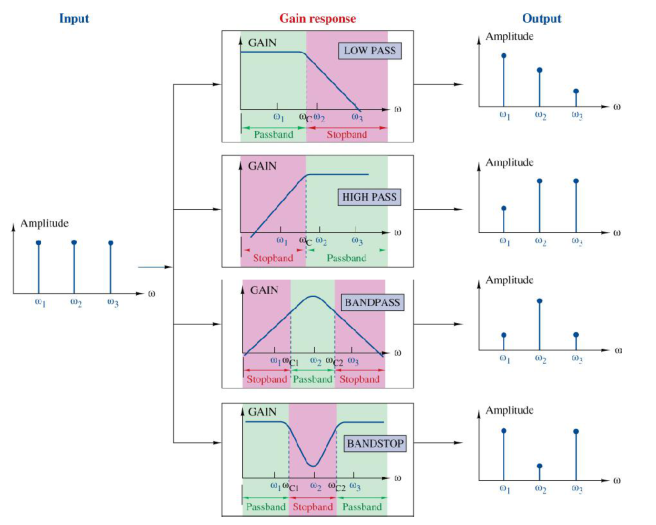 Input
Gain response
Output
GAIN
LOW PASS
ω1 ωC ω2 ω3 ω
Passband Stopband
Amplitude
ω1 ω2 ω3 ω
GAIN
HIGH PASS
ω1 ωC ω2 ω3 ω
Stopband Passband
Amplitude
ω1 ω2 ω3 ω
Amplitude
ω1 ω2 ω3 ω
GAIN
BANDPASS
ω1 ωC1 ω2 ωC2 ω3 ω
Stopband Passband Stopband
Amplitude
ω1 ω2 ω3 ω
GAIN
BANDSTOP
ω1 ωC1 ω2 ωC2 ω3 ω
Passband Stopband Passband
Amplitude
ω1 ω2 ω3 ω